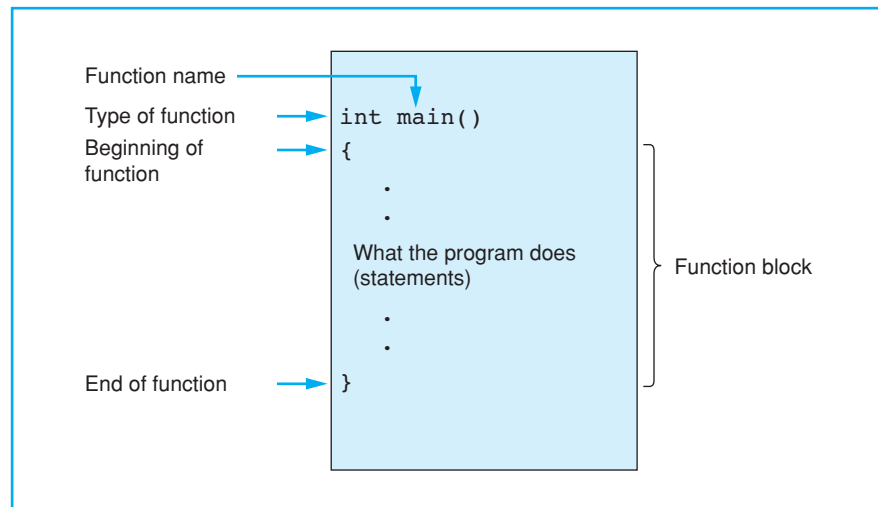 Function name
Type of function
int main()
Beginning of
function
{
.
.
What the program does
(statements)
Function block
.
.
End of function
}